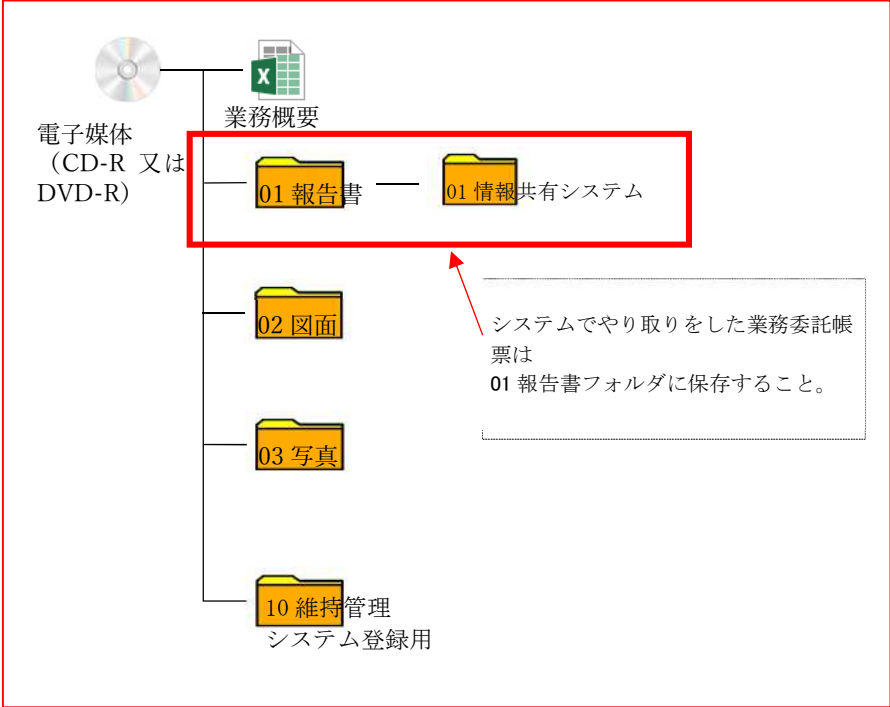 業務概要
電子媒体
（CD-R 又は
DVD-R）
01 報告書
01 情報共有システム
02 図面
システムでやり取りをした業務委託帳
票は
01 報告書フォルダに保存すること。
03 写真
10 維持管理
システム登録用